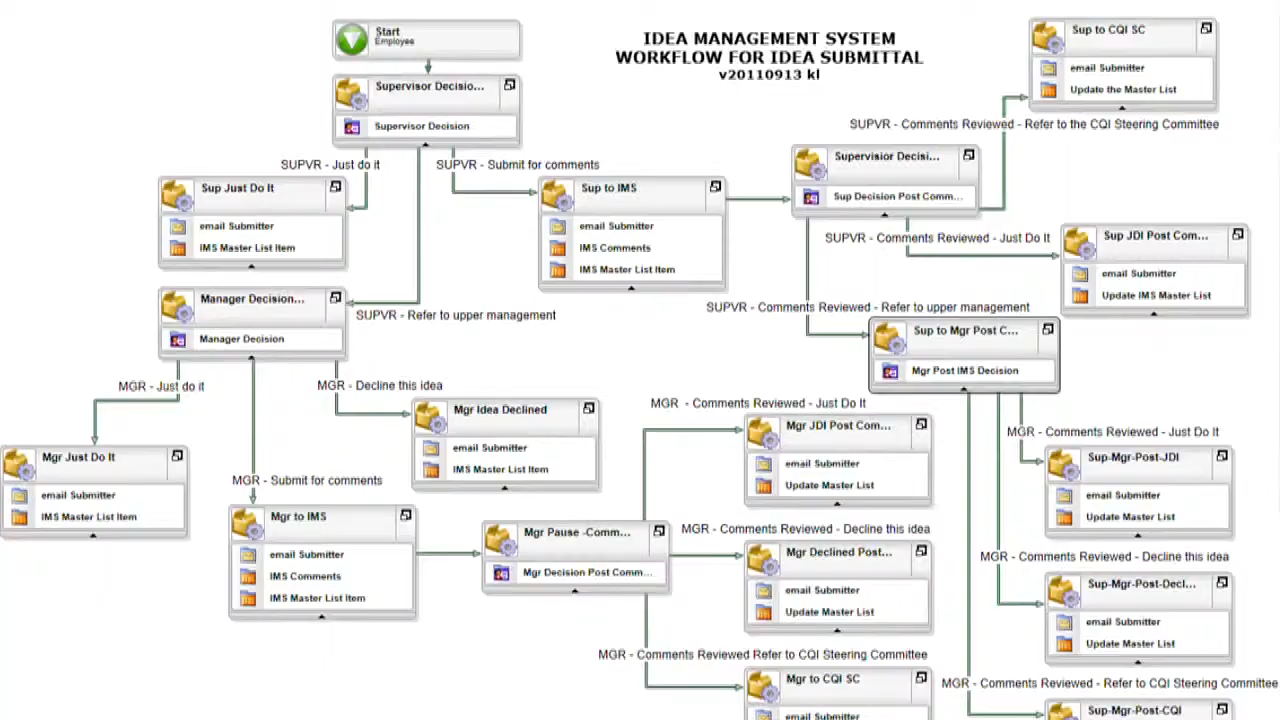 Start
Employee
IDEA MANAGEMENT SYSTEM
WORKFLOW FOR IDEA SUBMITTAL
v20110913 kl
Sup to CQI SC
email Submitter
Update the Master List
Supervisor Decisio...
Supervisor Decision
SUPVR - Comments Reviewed - Refer to the CQI Steering Committee
SUPVR - Just do it
SUPVR - Submit for comments
Supervisior Decisi...
Sup Decision Post Comm...
Sup Just Do It
email Submitter
IMS Master List Item
Sup to IMS
email Submitter
IMS Comments
IMS Master List Item
SUPVR - Comments Reviewed - Just Do It
Sup JDI Post Com...
email Submitter
Update IMS Master List
Manager Decision...
Manager Decision
SUPVR - Refer to upper management
SUPVR - Comments Reviewed - Refer to upper management
Sup to Mgr Post C...
Mgr Post IMS Decision
MGR - Just do it
MGR - Decline this idea
Mgr Idea Declined
email Submitter
IMS Master List Item
MGR - Comments Reviewed - Just Do It
Mgr JDI Post Com...
email Submitter
Update Master List
MGR - Comments Reviewed - Just Do It
Sup-Mgr-Post-JDI
email Submitter
Update Master List
Mgr Just Do It
email Submitter
IMS Master List Item
MGR - Submit for comments
Mgr to IMS
email Submitter
IMS Comments
IMS Master List Item
Mgr Pause -Comm...
Mgr Decision Post Comm...
MGR - Comments Reviewed - Decline this idea
Mgr Declined Post...
email Submitter
Update Master List
MGR - Comments Reviewed - Decline this idea
Sup-Mgr-Post-Decl...
email Submitter
Update Master List
MGR - Comments Reviewed Refer to CQI Steering Committee
Mgr to CQI SC
email Submitter
MGR - Comments Reviewed - Refer to CQI Steering Committee
Sup-Mgr-Post-CQI